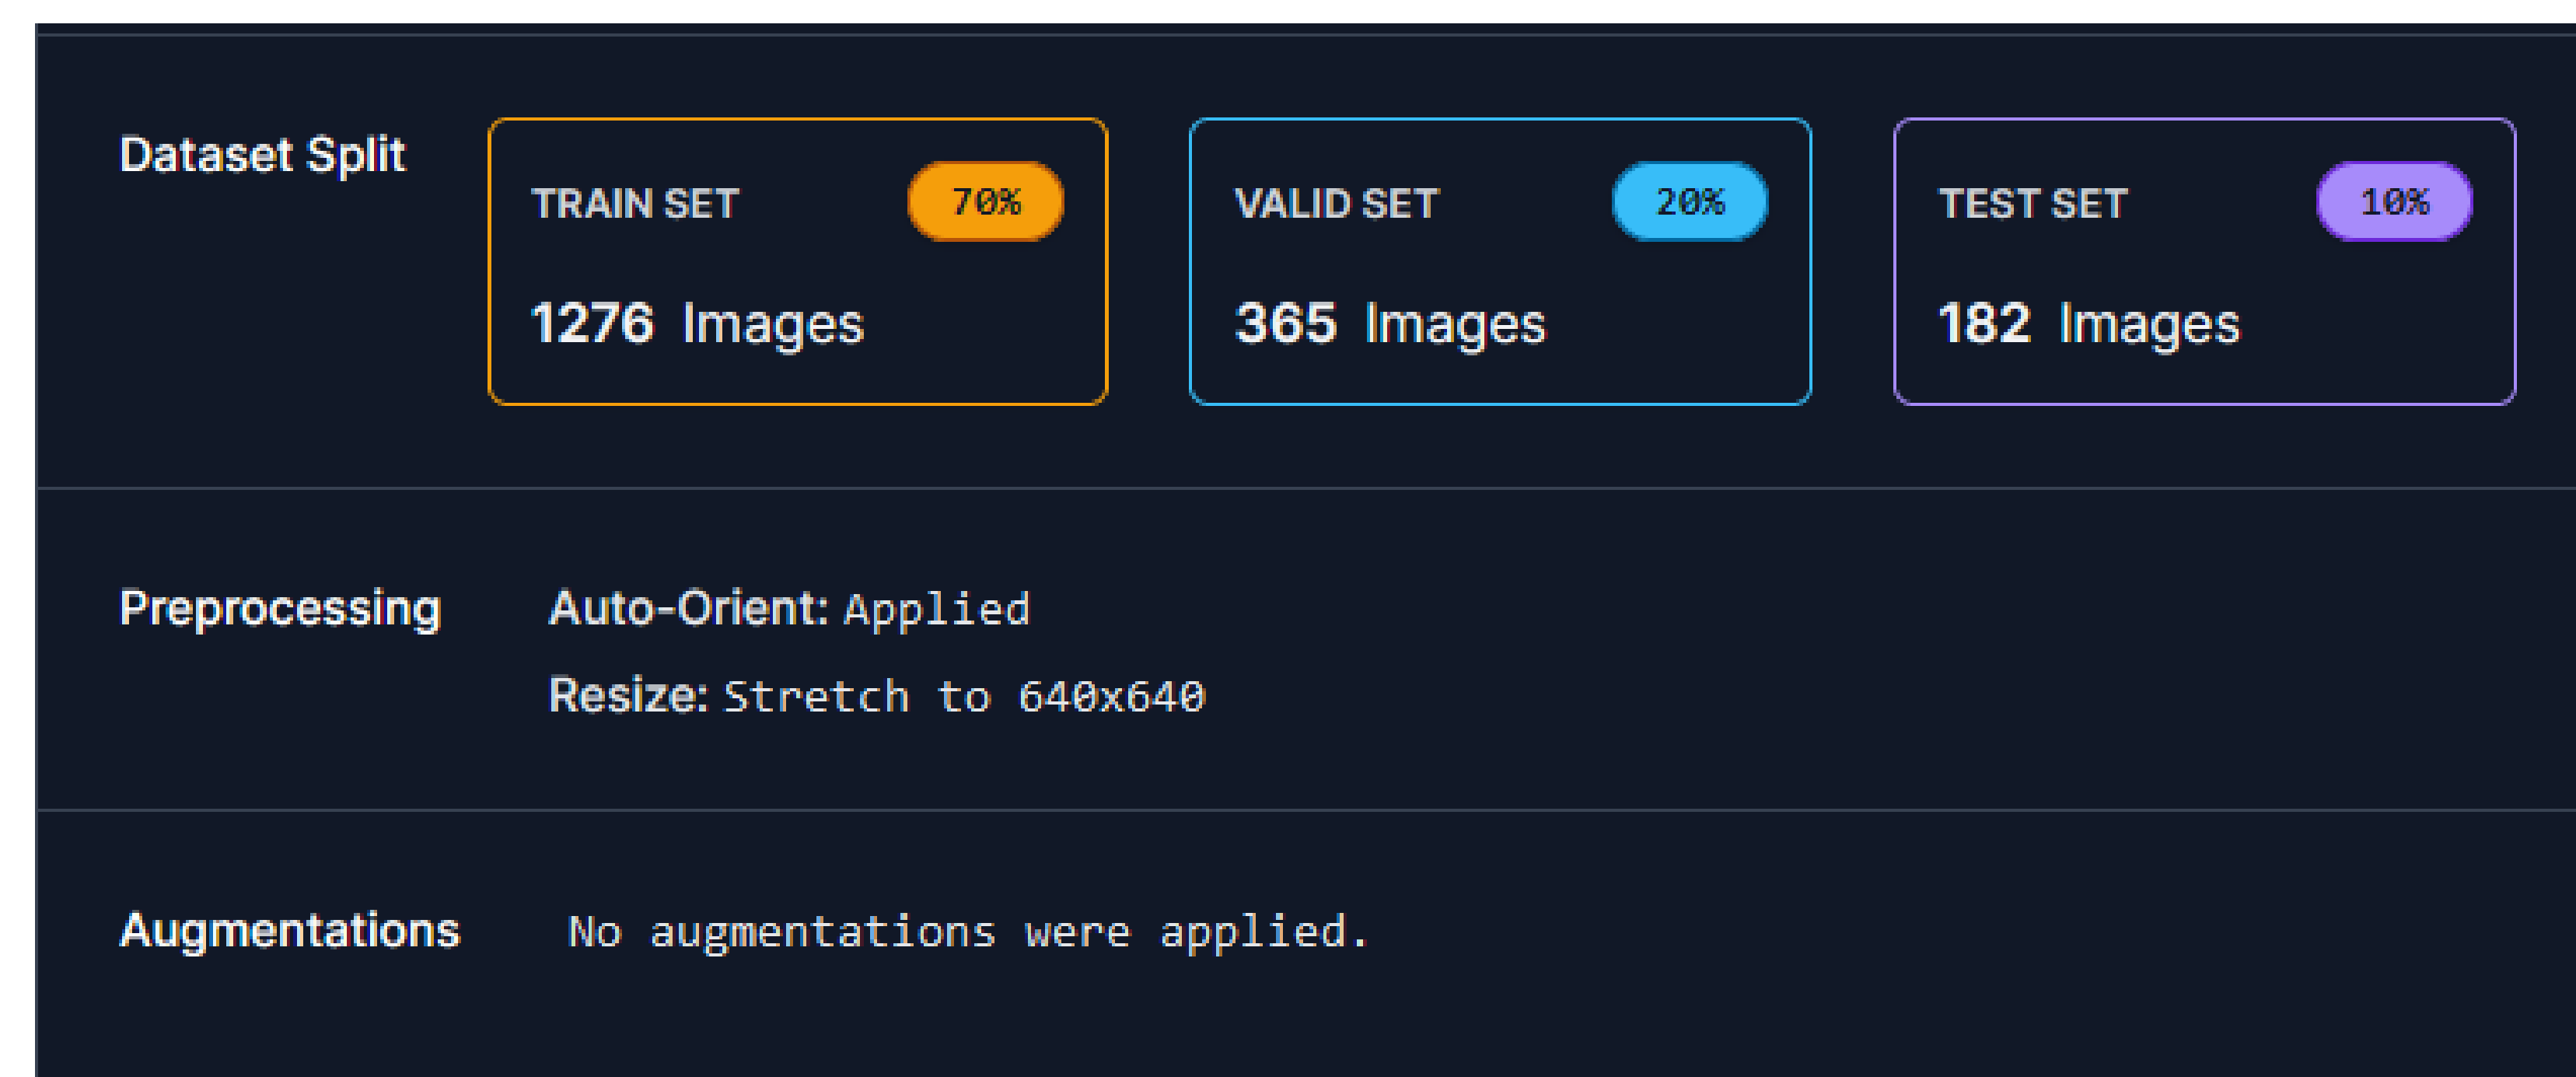 Dataset Split
TRAIN SET 70%
1276 Images
VALID SET 20%
365 Images
TEST SET 10%
182 Images
Preprocessing
Auto-Orient: Applied
Resize: Stretch to 640x640
Augmentations
No augmentations were applied.